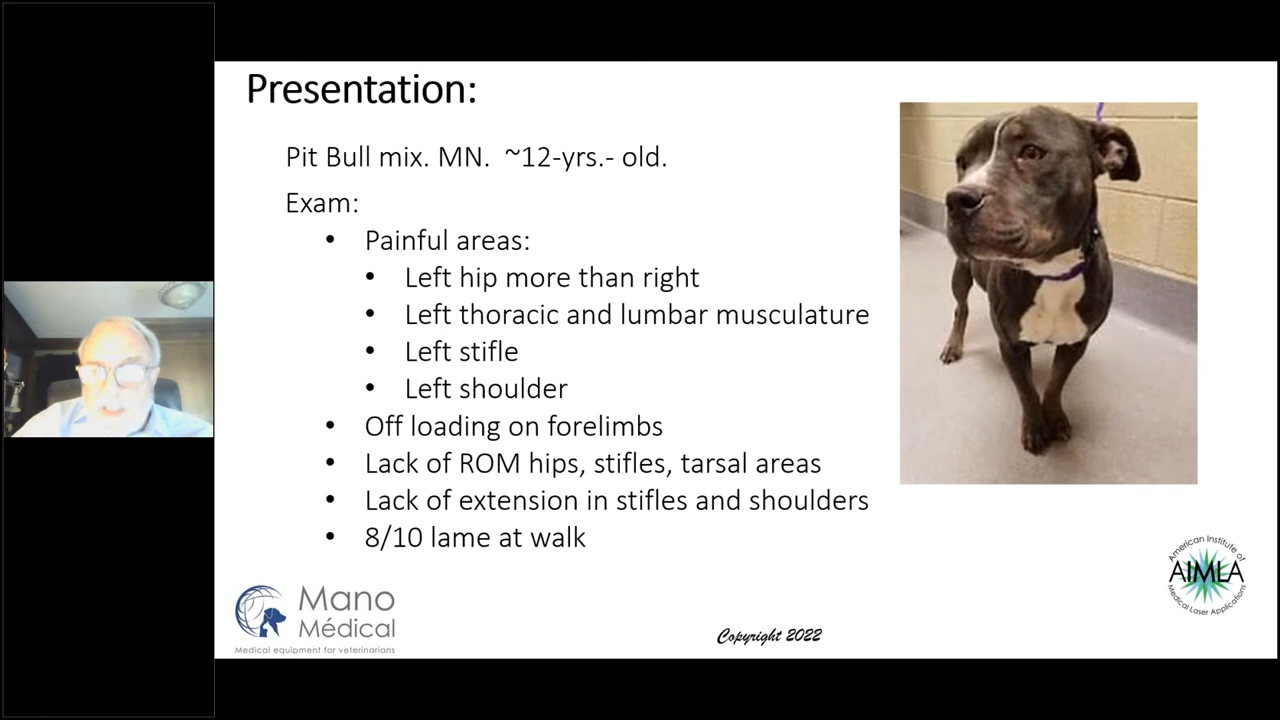 Presentation:
Pit Bull mix. MN. ~12-yrs.- old.
Exam:
• Painful areas:
• Left hip more than right
• Left thoracic and lumbar musculature
• Left stifle
• Left shoulder
• Off loading on forelimbs
• Lack of ROM hips, stifles, tarsal areas
• Lack of extension in stifles and shoulders
• 8/10 lame at walk
Mano
Médical
Medical equipment for veterinarians
Copyright 2022
American Institute of
AIMLA
Medical Laser Applications